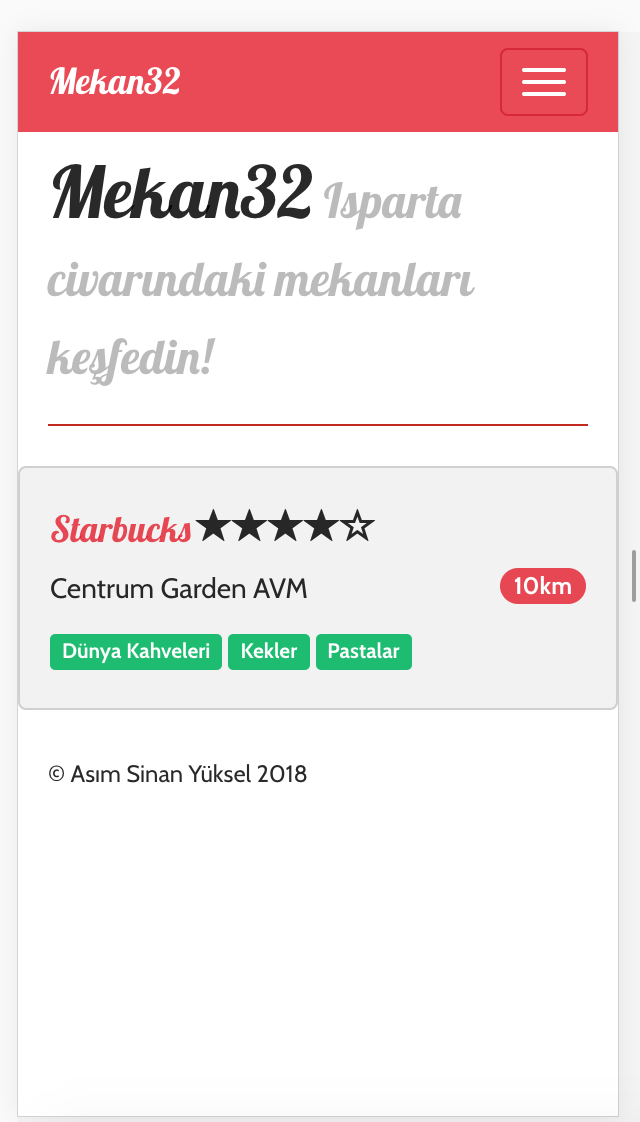 Mekan32
Mekan32 Isparta
civarındaki mekanları
keşfedin!
Starbucks ★★★★☆
Centrum Garden AVM 10km
Dünya Kahveleri Kekler Pastalar
© Asım Sinan Yüksel 2018